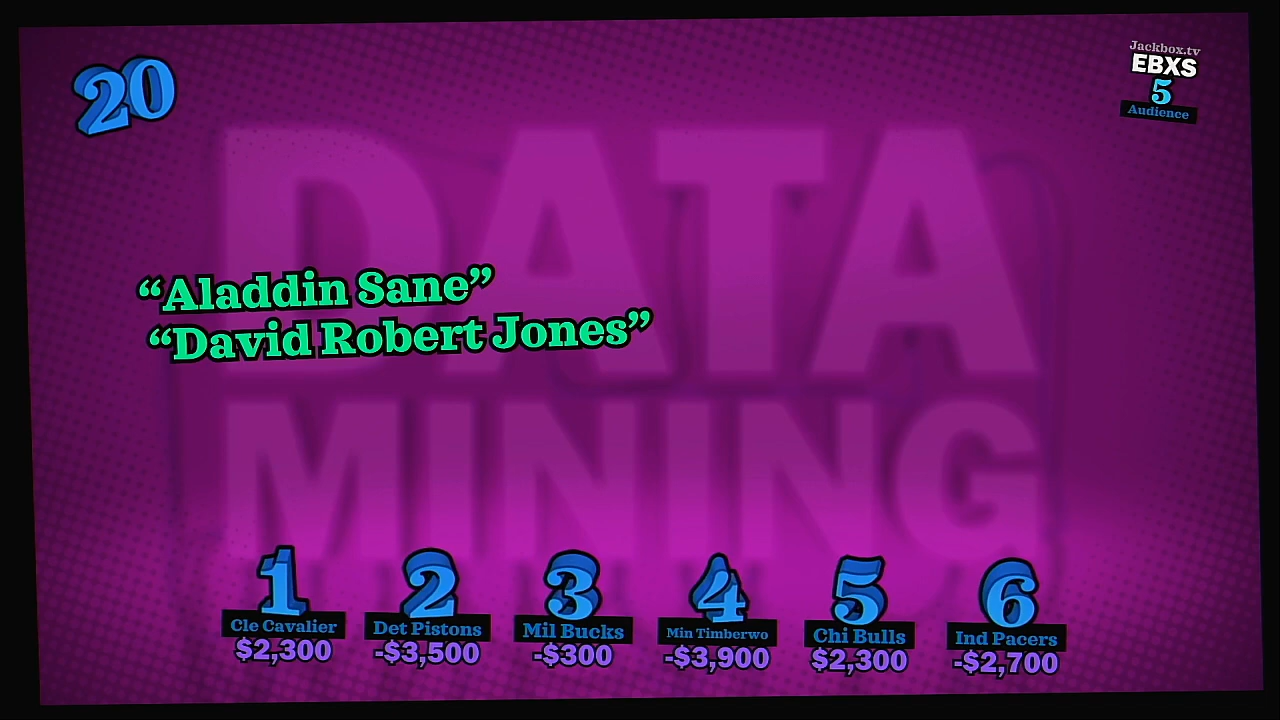 20
Jackbox.tv
EBXS
5
Audience
DATA
MINING
“Aladdin Sane”
“David Robert Jones”
1 2 3 4 5 6
Cle Cavalier Det Pistons Mil Bucks Min Timberwo Chi Bulls Ind Pacers
$2,300 -$3,500 -$300 -$3,900 $2,300 -$2,700